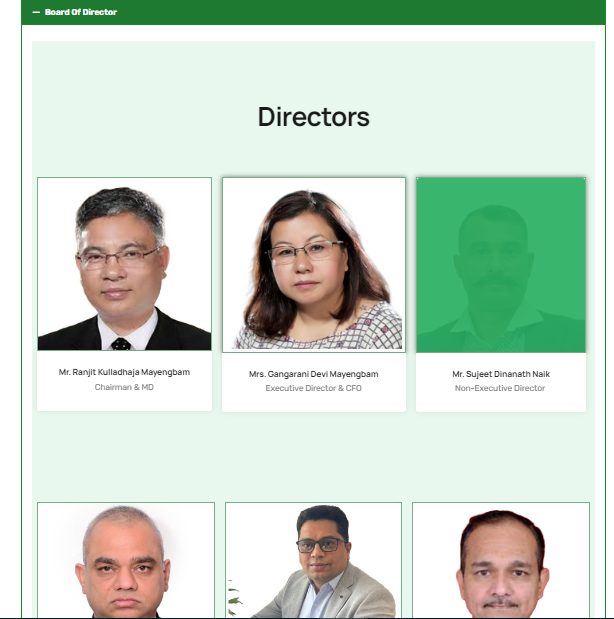 — Board Of Director
Directors
Mr. Ranjit Kulladhaja Mayengbam
Chairman & MD
Mrs. Gangarani Devi Mayengbam
Executive Director & CFO
Mr. Sujeet Dinanath Naik
Non-Executive Director